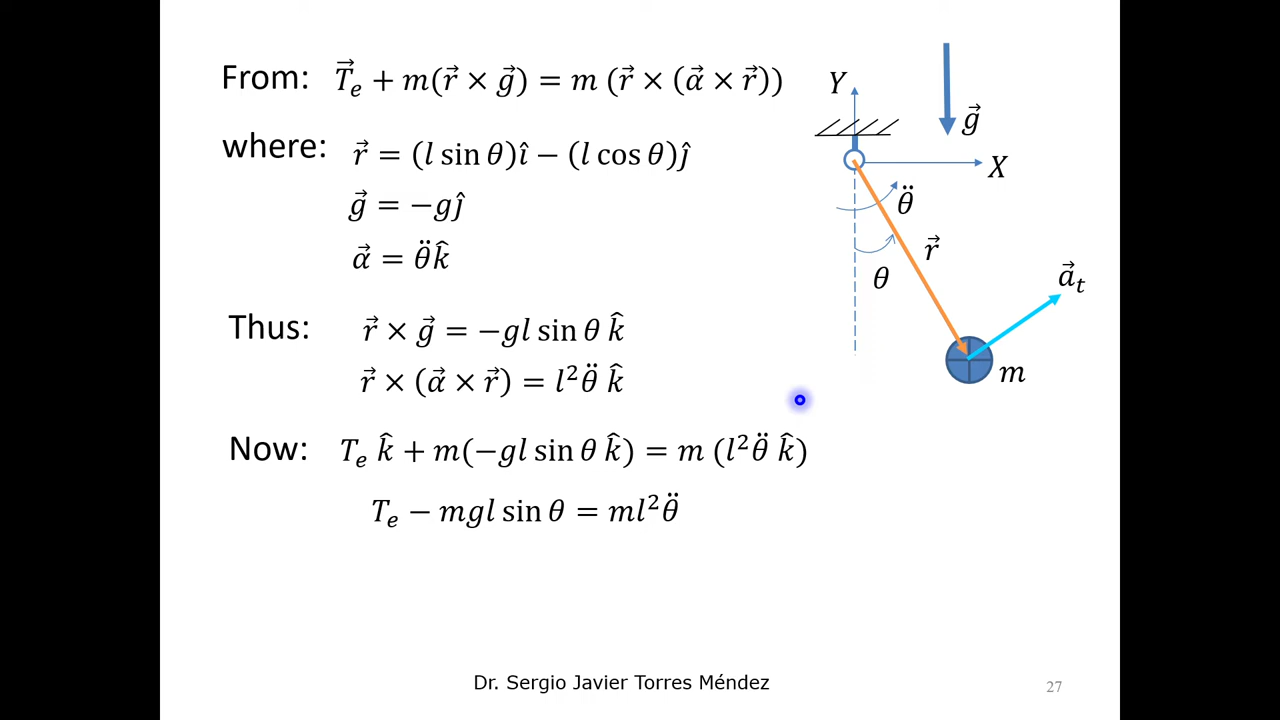 From: T⃗ₑ + m(r⃗ × g⃗) = m (r⃗ × (α⃗ × r⃗))
where: r⃗ = (l sin θ)î − (l cos θ)ĵ
g⃗ = −gĵ
α⃗ = θ̈k̂
Thus: r⃗ × g⃗ = −gl sin θ k̂
r⃗ × (α⃗ × r⃗) = l²θ̈ k̂
Now: Tₑ k̂ + m(−gl sin θ k̂) = m (l²θ̈ k̂)
Tₑ − mgl sin θ = ml²θ̈
Y
g⃗
X
θ̈
r⃗
θ
a⃗ₜ
m
Dr. Sergio Javier Torres Méndez
27